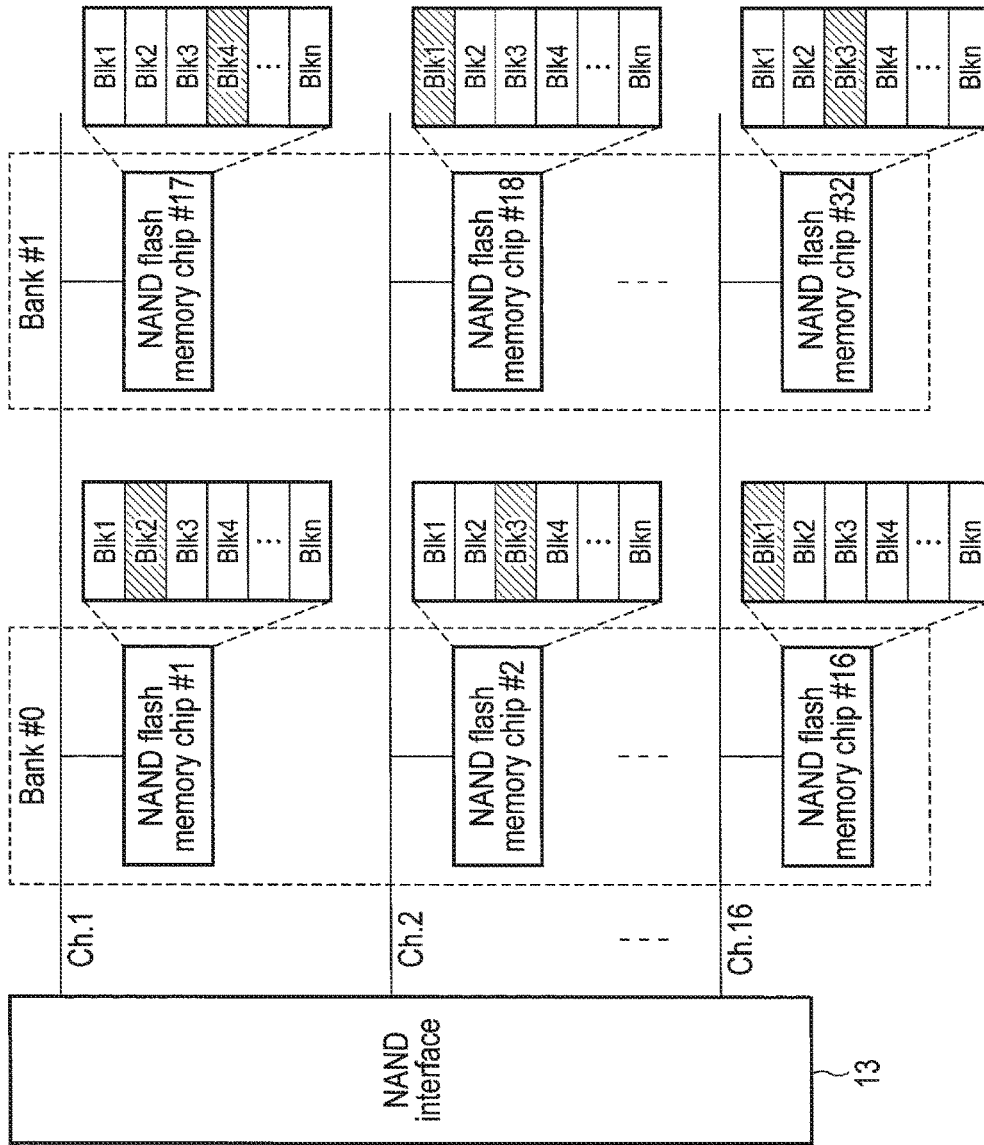 Bank #0
Bank #1
NAND
interface
13
Ch.1
NAND flash
memory chip #1
Blk1
Blk2
Blk3
Blk4
⋮
Blkn
NAND flash
memory chip #17
Blk1
Blk2
Blk3
Blk4
⋮
Blkn
Ch.2
NAND flash
memory chip #2
Blk1
Blk2
Blk3
Blk4
⋮
Blkn
NAND flash
memory chip #18
Blk1
Blk2
Blk3
Blk4
⋮
Blkn
Ch.16
NAND flash
memory chip #16
Blk1
Blk2
Blk3
Blk4
⋮
Blkn
NAND flash
memory chip #32
Blk1
Blk2
Blk3
Blk4
⋮
Blkn